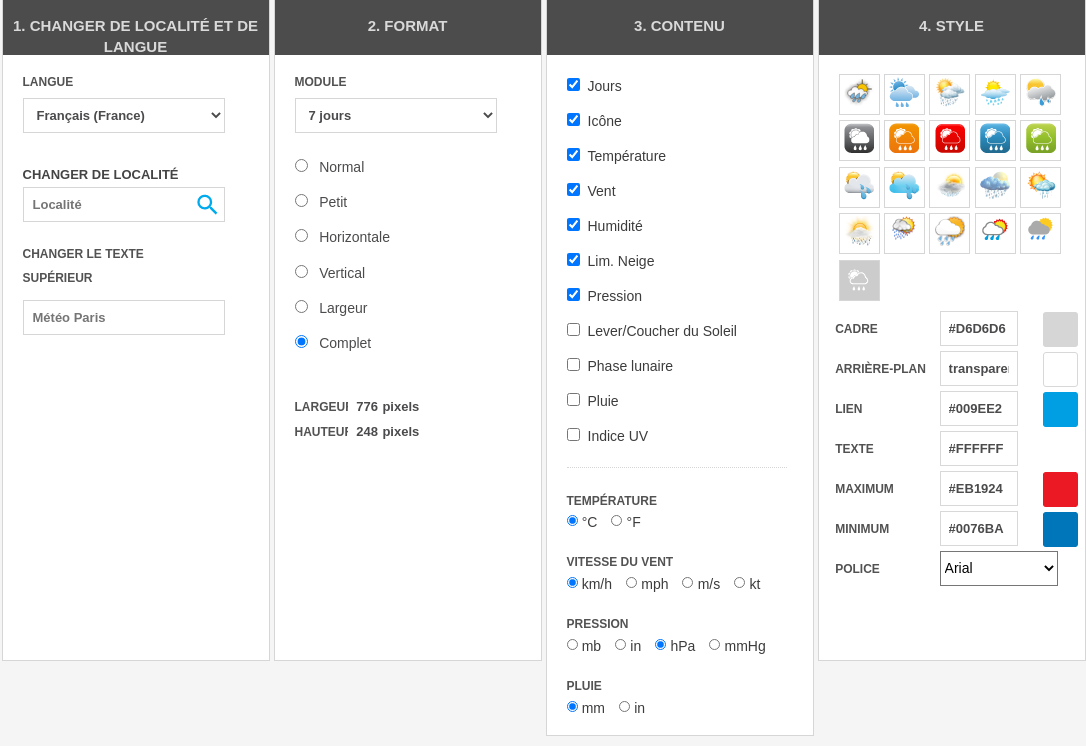 1. CHANGER DE LOCALITÉ ET DE
LANGUE
LANGUE
Français (France)
CHANGER DE LOCALITÉ
Localité
CHANGER LE TEXTE
SUPÉRIEUR
Météo Paris
2. FORMAT
MODULE
7 jours
Normal
Petit
Horizontale
Vertical
Largeur
Complet
LARGEUR 776 pixels
HAUTEUR 248 pixels
3. CONTENU
Jours
Icône
Température
Vent
Humidité
Lim. Neige
Pression
Lever/Coucher du Soleil
Phase lunaire
Pluie
Indice UV
TEMPÉRATURE
°C °F
VITESSE DU VENT
km/h mph m/s kt
PRESSION
mb in hPa mmHg
PLUIE
mm in
4. STYLE
CADRE #D6D6D6
ARRIÈRE-PLAN transparen
LIEN #009EE2
TEXTE #FFFFFF
MAXIMUM #EB1924
MINIMUM #0076BA
POLICE Arial